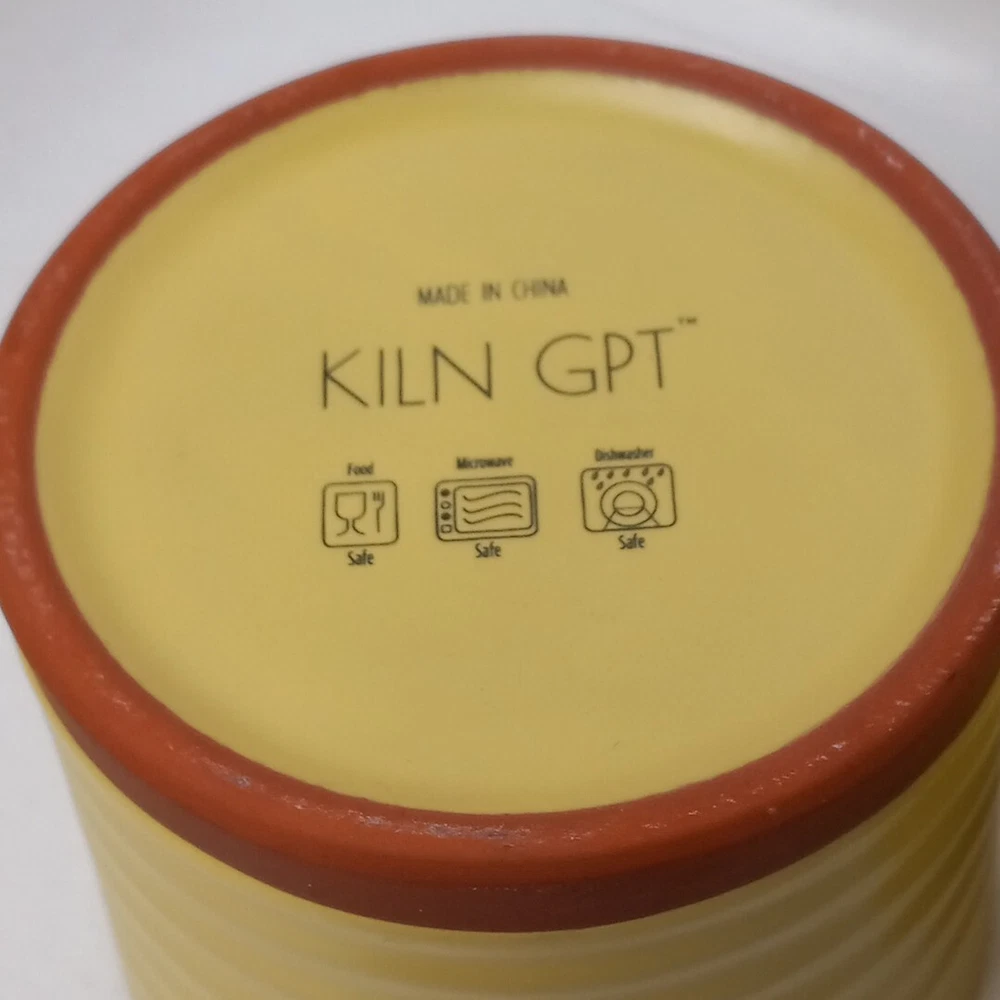 MADE IN CHINA
KILN GPT™
Food Microwave Dishwasher
Safe Safe Safe